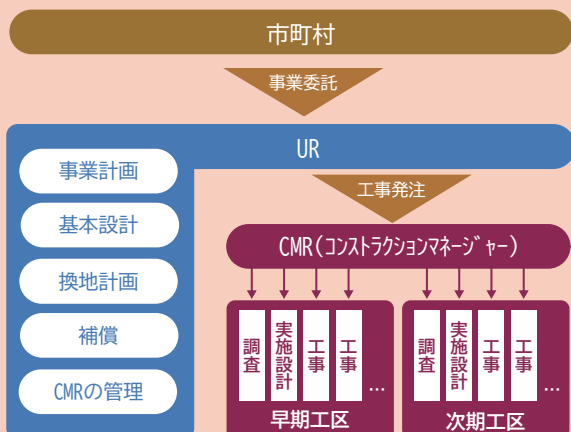 市町村
事業委託
UR
事業計画
基本設計
換地計画
補償
CMRの管理
工事発注
CMR(コンストラクションマネージャー)
調査
実施設計
工事
工事
…
早期工区
調査
実施設計
工事
工事
…
次期工区